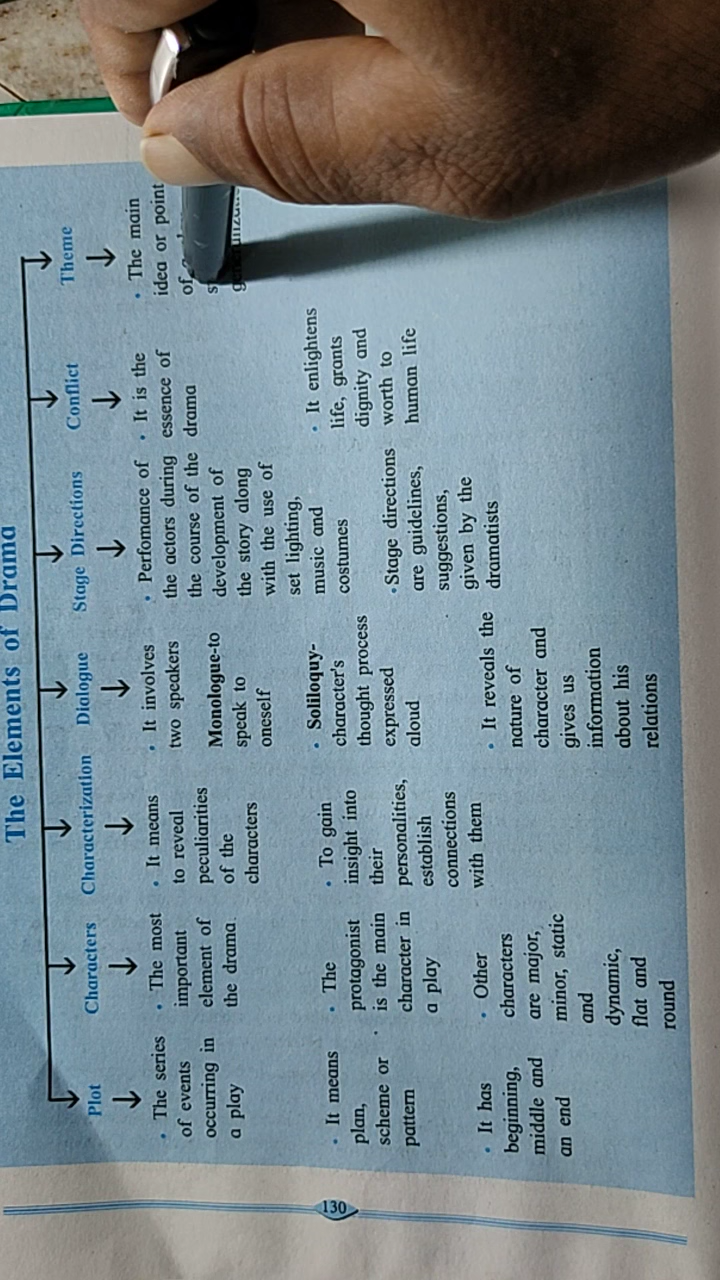 The Elements of Drama
Plot
• The series
of events
occurring in
a play
• It means
plan,
scheme or
pattern
• It has
beginning,
middle and
an end
Characters
• The most
important
element of
the drama.
• The
protagonist
is the main
character in
a play
• Other
characters
are major,
minor, static
and
dynamic,
flat and
round
Characterization
• It means
to reveal
peculiarities
of the
characters
• To gain
insight into
their
personalities,
establish
connections
with them
Dialogue
• It involves
two speakers
Monologue-to
speak to
oneself
• Soliloquy-
character's
thought process
expressed
aloud
• It reveals the
nature of
character and
gives us
information
about his
relations
Stage Directions
• Perfomance of
the actors during
the course of the
development of
the story along
with the use of
set lighting,
music and
costumes
• Stage directions
are guidelines,
suggestions,
given by the
dramatists
Conflict
• It is the
essence of
drama
• It enlightens
life, grants
dignity and
worth to
human life
Theme
• The main
idea or point
of
130